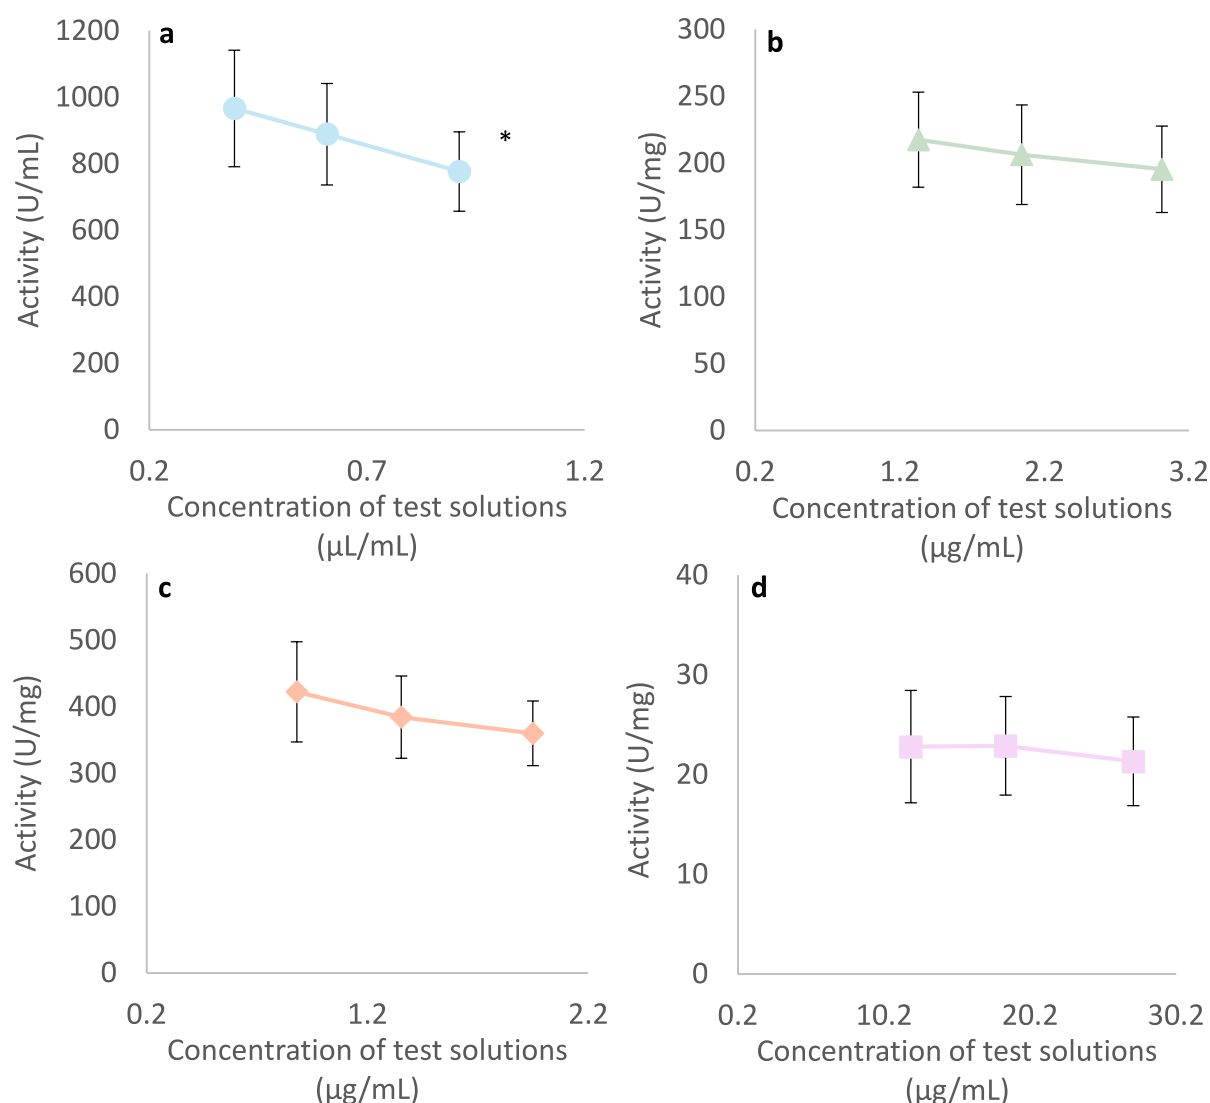 a
1200
1000
800
600
400
200
0
Activity (U/mL)
*
0.2 0.7 1.2
Concentration of test solutions
(µL/mL)
b
300
250
200
150
100
50
0
Activity (U/mg)
0.2 1.2 2.2 3.2
Concentration of test solutions
(µg/mL)
c
600
500
400
300
200
100
0
Activity (U/mg)
0.2 1.2 2.2
Concentration of test solutions
(µg/mL)
d
40
30
20
10
0
Activity (U/mg)
0.2 10.2 20.2 30.2
Concentration of test solutions
(µg/mL)